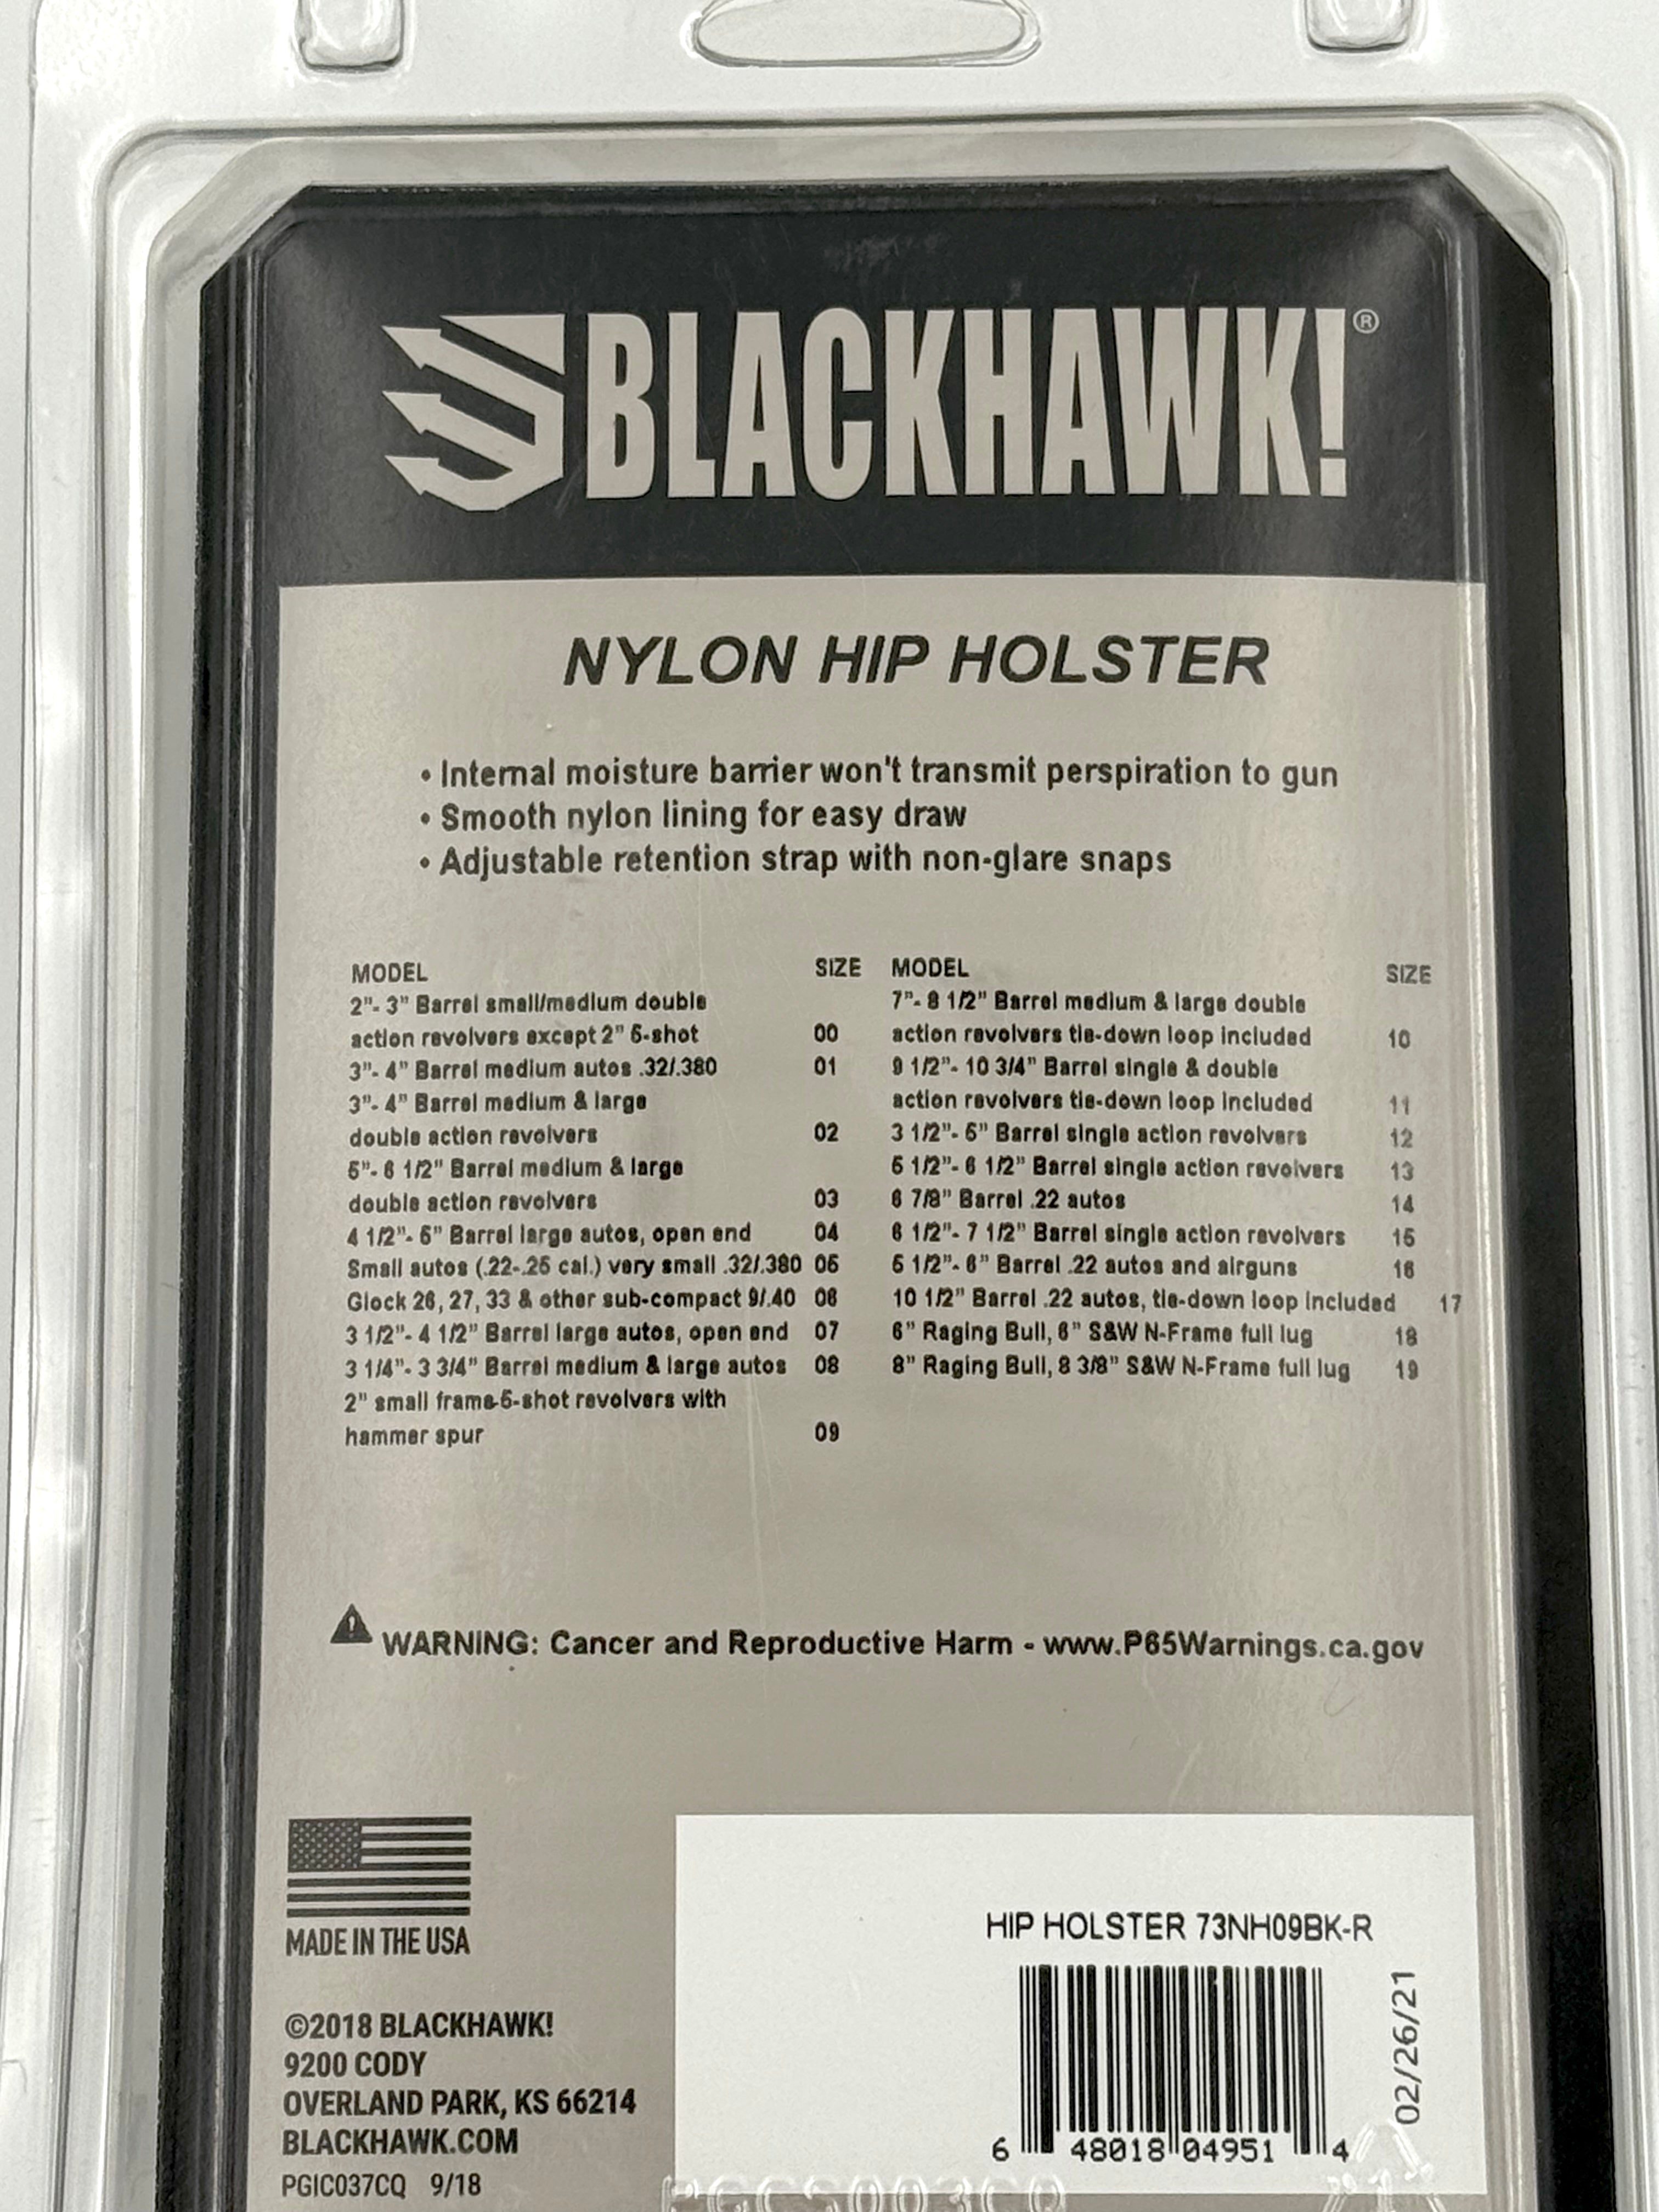 BLACKHAWK!®
NYLON HIP HOLSTER
• Internal moisture barrier won't transmit perspiration to gun
• Smooth nylon lining for easy draw
• Adjustable retention strap with non-glare snaps
MODEL SIZE
2"- 3" Barrel small/medium double
action revolvers except 2" 5-shot 00
3"- 4" Barrel medium autos .32/.380 01
3"- 4" Barrel medium & large
double action revolvers 02
5"- 6 1/2" Barrel medium & large
double action revolvers 03
4 1/2"- 5" Barrel large autos, open end 04
Small autos (.22-.25 cal.) very small .32/.380 05
Glock 26, 27, 33 & other sub-compact 9/.40 06
3 1/2"- 4 1/2" Barrel large autos, open end 07
3 1/4"- 3 3/4" Barrel medium & large autos 08
2" small frame 5-shot revolvers with
hammer spur 09
MODEL SIZE
7"- 8 1/2" Barrel medium & large double
action revolvers tie-down loop included 10
9 1/2"- 10 3/4" Barrel single & double
action revolvers tie-down loop included 11
3 1/2"- 5" Barrel single action revolvers 12
5 1/2"- 6 1/2" Barrel single action revolvers 13
6 7/8" Barrel .22 autos 14
6 1/2"- 7 1/2" Barrel single action revolvers 15
5 1/2"- 6" Barrel .22 autos and airguns 16
10 1/2" Barrel .22 autos, tie-down loop included 17
6" Raging Bull, 6" S&W N-Frame full lug 18
8" Raging Bull, 8 3/8" S&W N-Frame full lug 19
WARNING: Cancer and Reproductive Harm - www.P65Warnings.ca.gov
MADE IN THE USA
©2018 BLACKHAWK!
9200 CODY
OVERLAND PARK, KS 66214
BLACKHAWK.COM
PGIC037CQ 9/18
HIP HOLSTER 73NH09BK-R
6 48018 04951 4
02/26/21